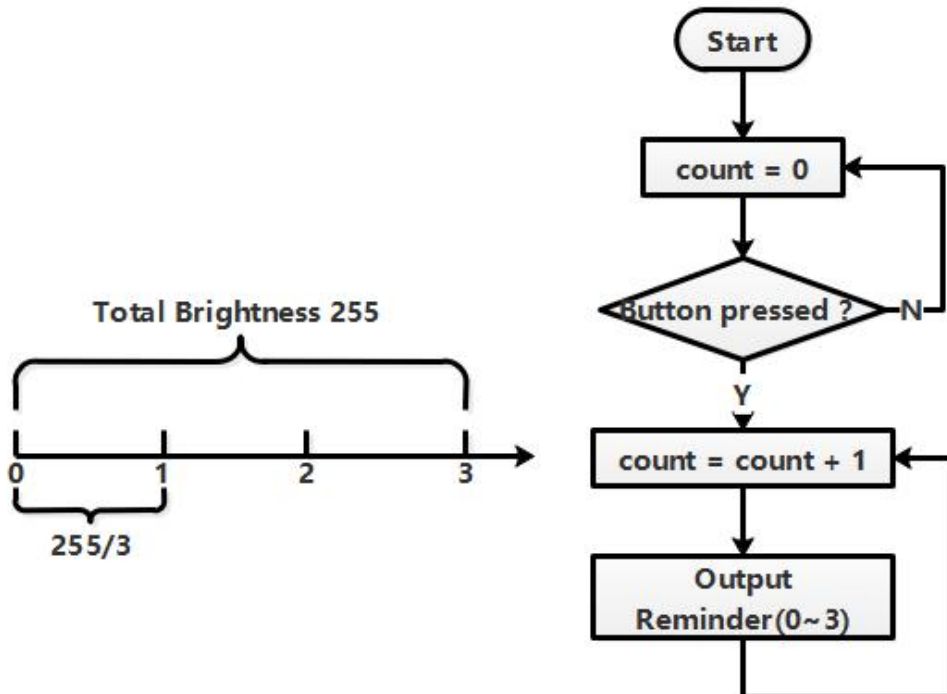 Total Brightness 255
0 1 2 3
255/3
Start
count = 0
Button pressed ?
N
Y
count = count + 1
Output
Reminder(0~3)